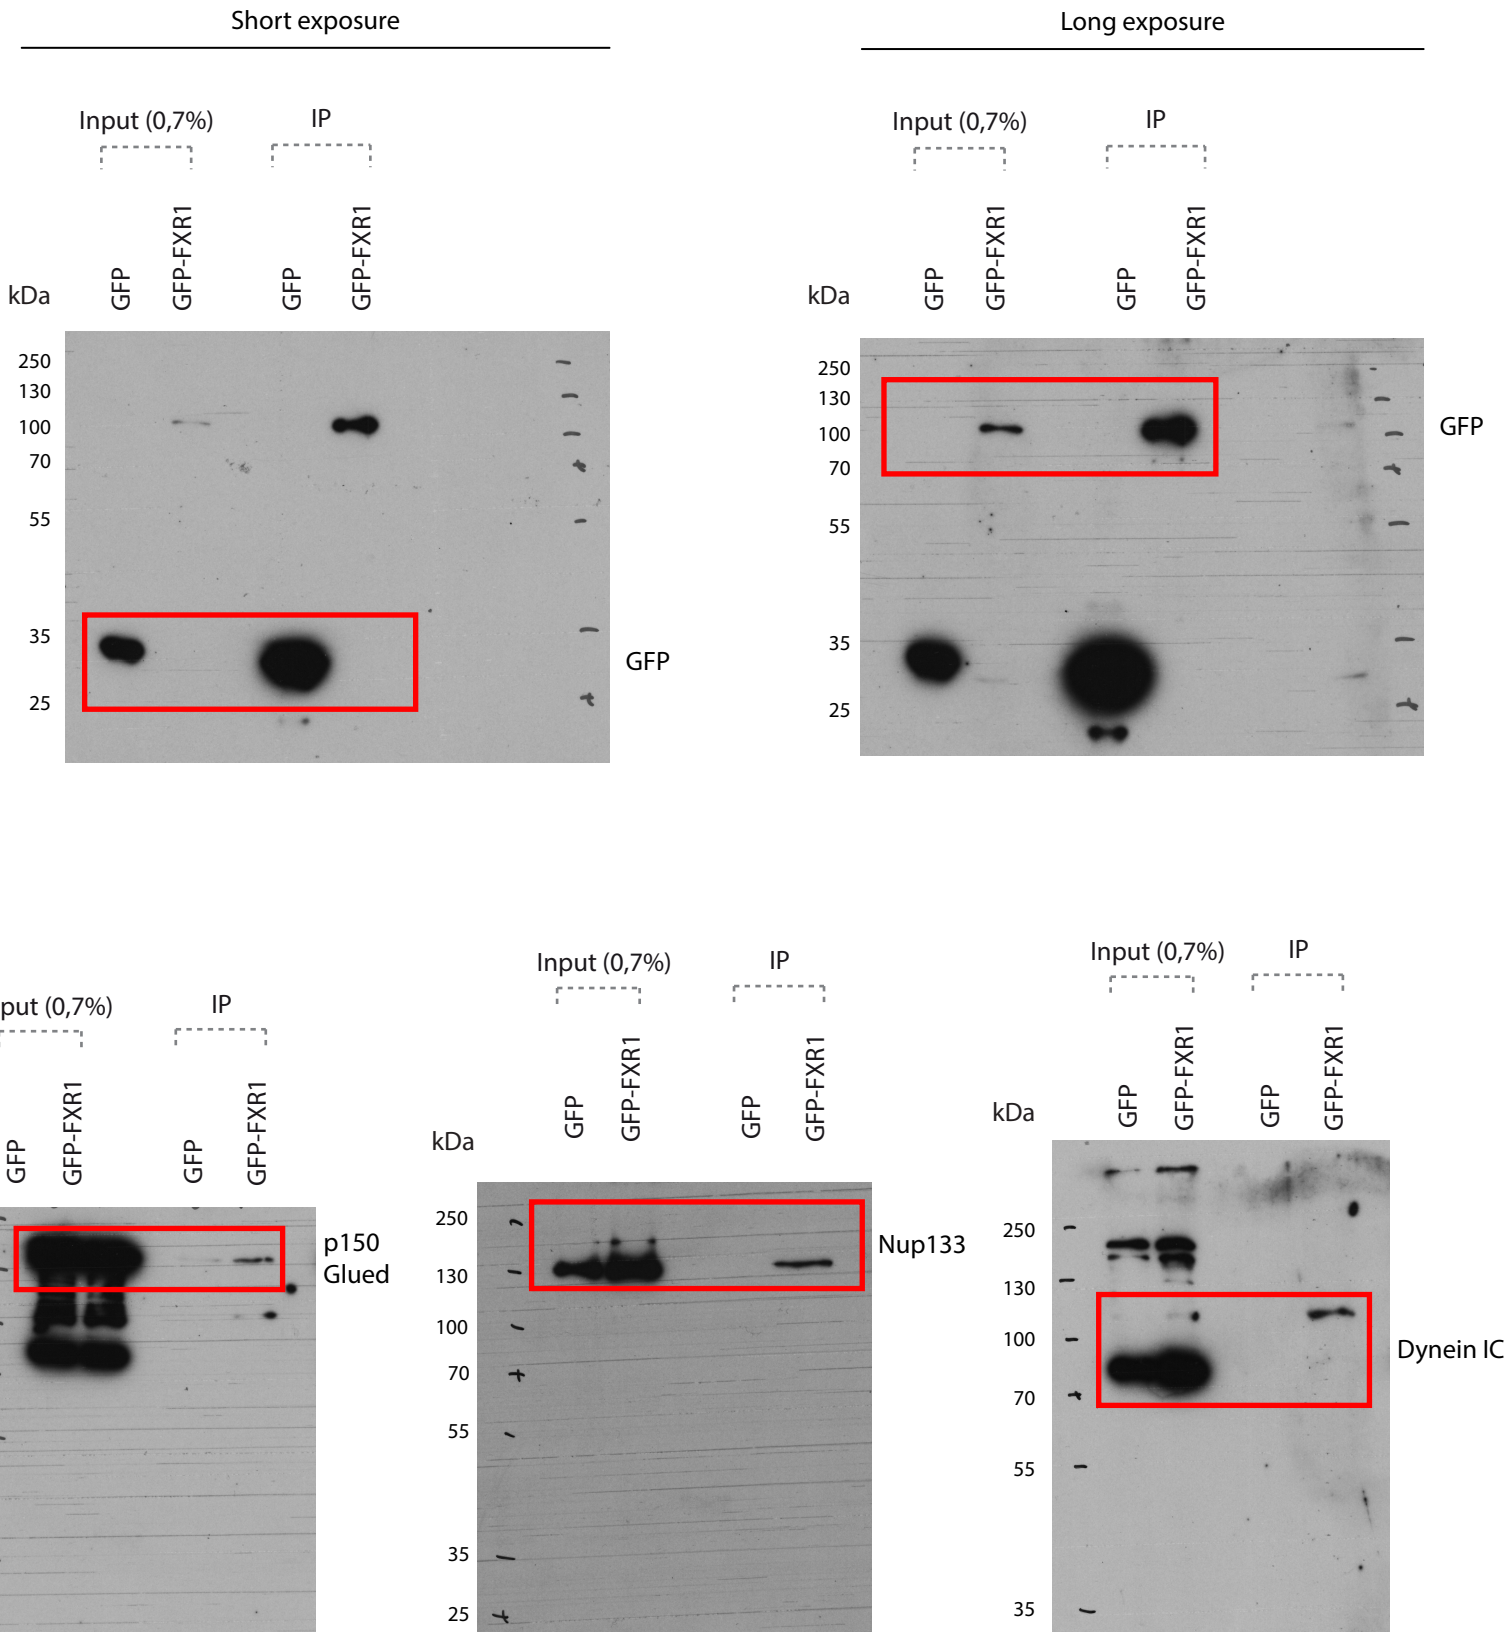 Short exposure
Long exposure
Input (0,7%)
IP
Input (0,7%)
IP
GFP
GFP-FXR1
GFP
GFP-FXR1
GFP
GFP-FXR1
GFP
GFP-FXR1
kDa
250
130
100
70
55
35
25
GFP
kDa
250
130
100
70
55
35
25
GFP
put (0,7%)
IP
GFP
GFP-FXR1
GFP
GFP-FXR1
p150
Glued
Input (0,7%)
IP
GFP
GFP-FXR1
GFP
GFP-FXR1
kDa
250
130
100
70
55
35
25
Nup133
Input (0,7%)
IP
GFP
GFP-FXR1
GFP
GFP-FXR1
kDa
250
130
100
70
55
35
Dynein IC